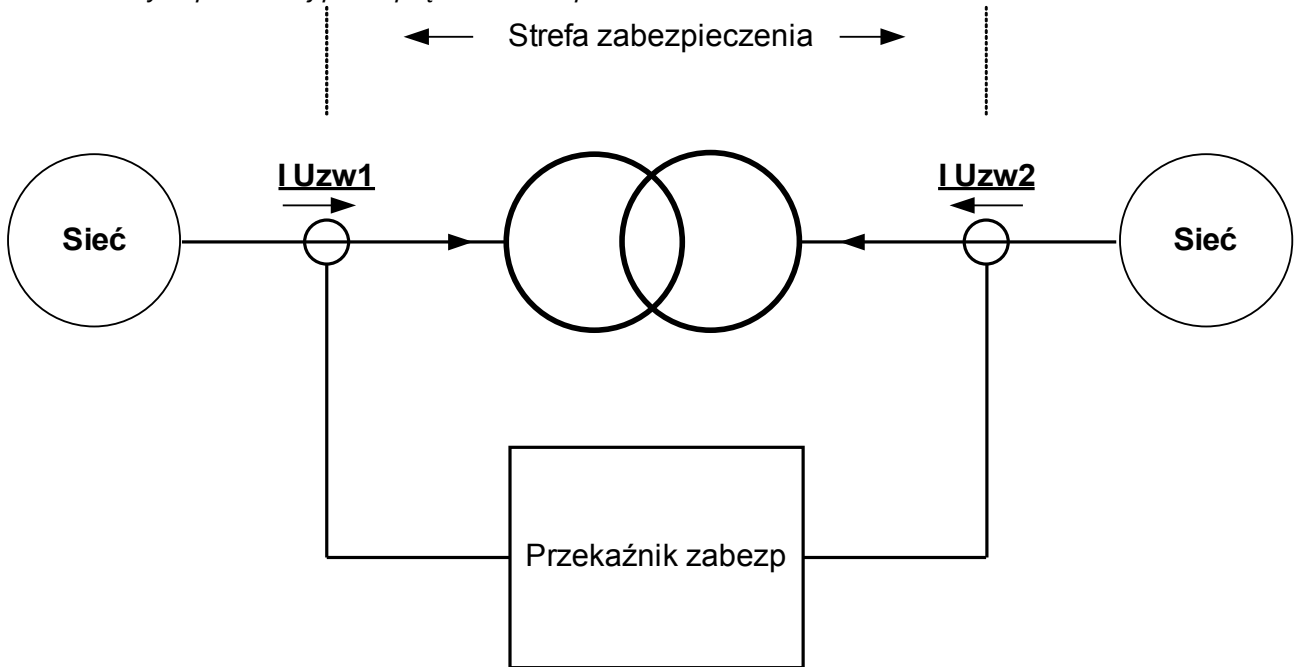 Strefa zabezpieczenia
I Uzw1
I Uzw2
Sieć
Sieć
Przekaźnik zabezp